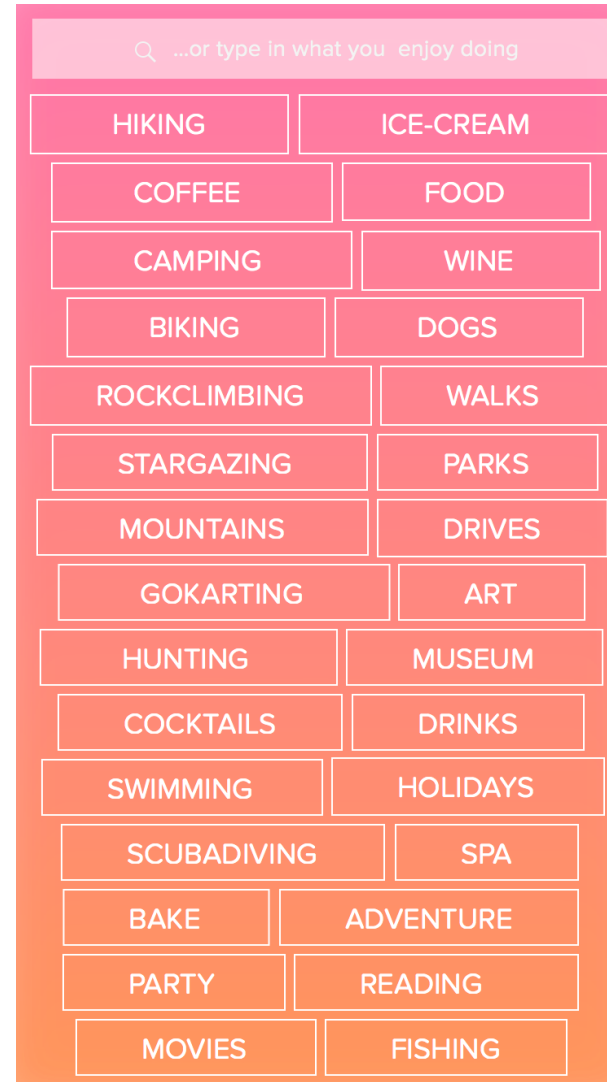 ...or type in what you enjoy doing
HIKING ICE-CREAM
COFFEE FOOD
CAMPING WINE
BIKING DOGS
ROCKCLIMBING WALKS
STARGAZING PARKS
MOUNTAINS DRIVES
GOKARTING ART
HUNTING MUSEUM
COCKTAILS DRINKS
SWIMMING HOLIDAYS
SCUBADIVING SPA
BAKE ADVENTURE
PARTY READING
MOVIES FISHING